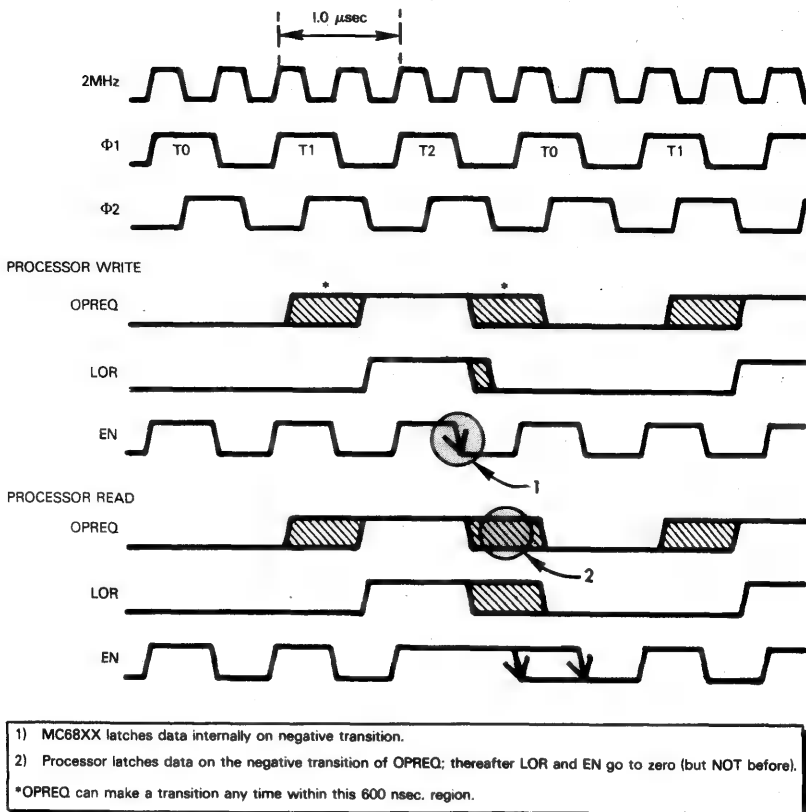 1.0 μsec
2MHz
Φ1 T0 T1 T2 T0 T1
Φ2
PROCESSOR WRITE
* *
OPREQ
LOR
EN
1
PROCESSOR READ
OPREQ
2
LOR
EN
1) MC68XX latches data internally on negative transition.
2) Processor latches data on the negative transition of OPREQ; thereafter LOR and EN go to zero (but NOT before).
*OPREQ can make a transition any time within this 600 nsec. region.